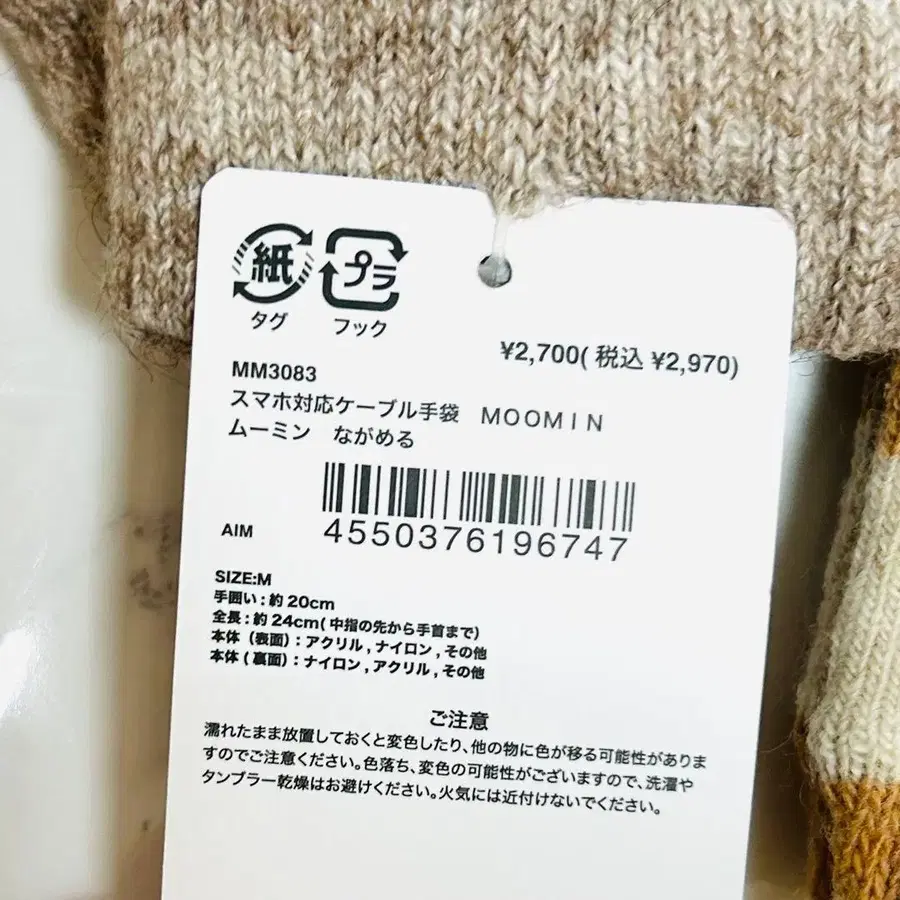 紙 プラ
タグ フック
¥2,700( 税込 ¥2,970)
MM3083
スマホ対応ケーブル手袋 MOOMIN
ムーミン ながめる
AIM
4550376196747
SIZE:M
手囲い : 約 20cm
全長 : 約 24cm( 中指の先から手首まで)
本体 (表面) : アクリル , ナイロン , その他
本体 ( 裏面) : ナイロン , アクリル , その他
ご注意
濡れたまま放置しておくと変色したり、他の物に色が移る可能性がありま
すのでご注意ください。色落ち、変色の可能性がございますので、洗濯や
タンブラー乾燥はお避けください。火気には近付けないでください。